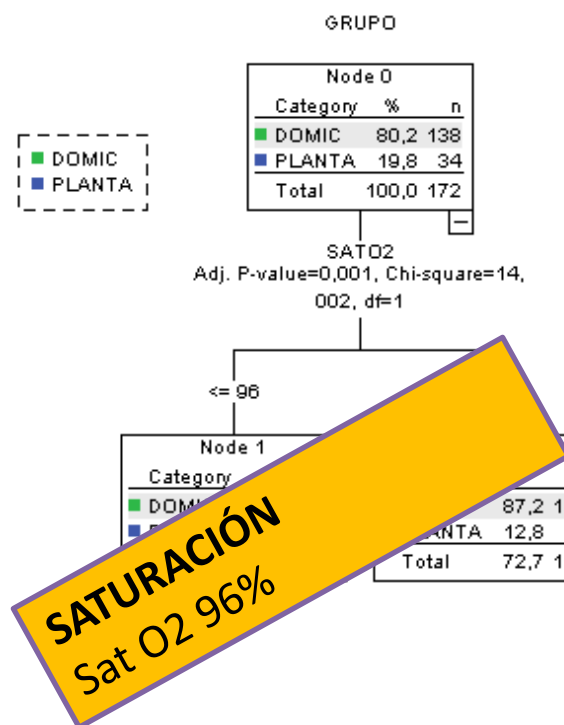 GRUPO
Node 0
Category % n
DOMIC 80,2 138
PLANTA 19,8 34
Total 100,0 172
DOMIC
PLANTA
SATO2
Adj. P-value=0,001, Chi-square=14,
002, df=1
<= 96
Node 1
Category
87,2
12,8
Total 72,7
SATURACIÓN
Sat O2 96%